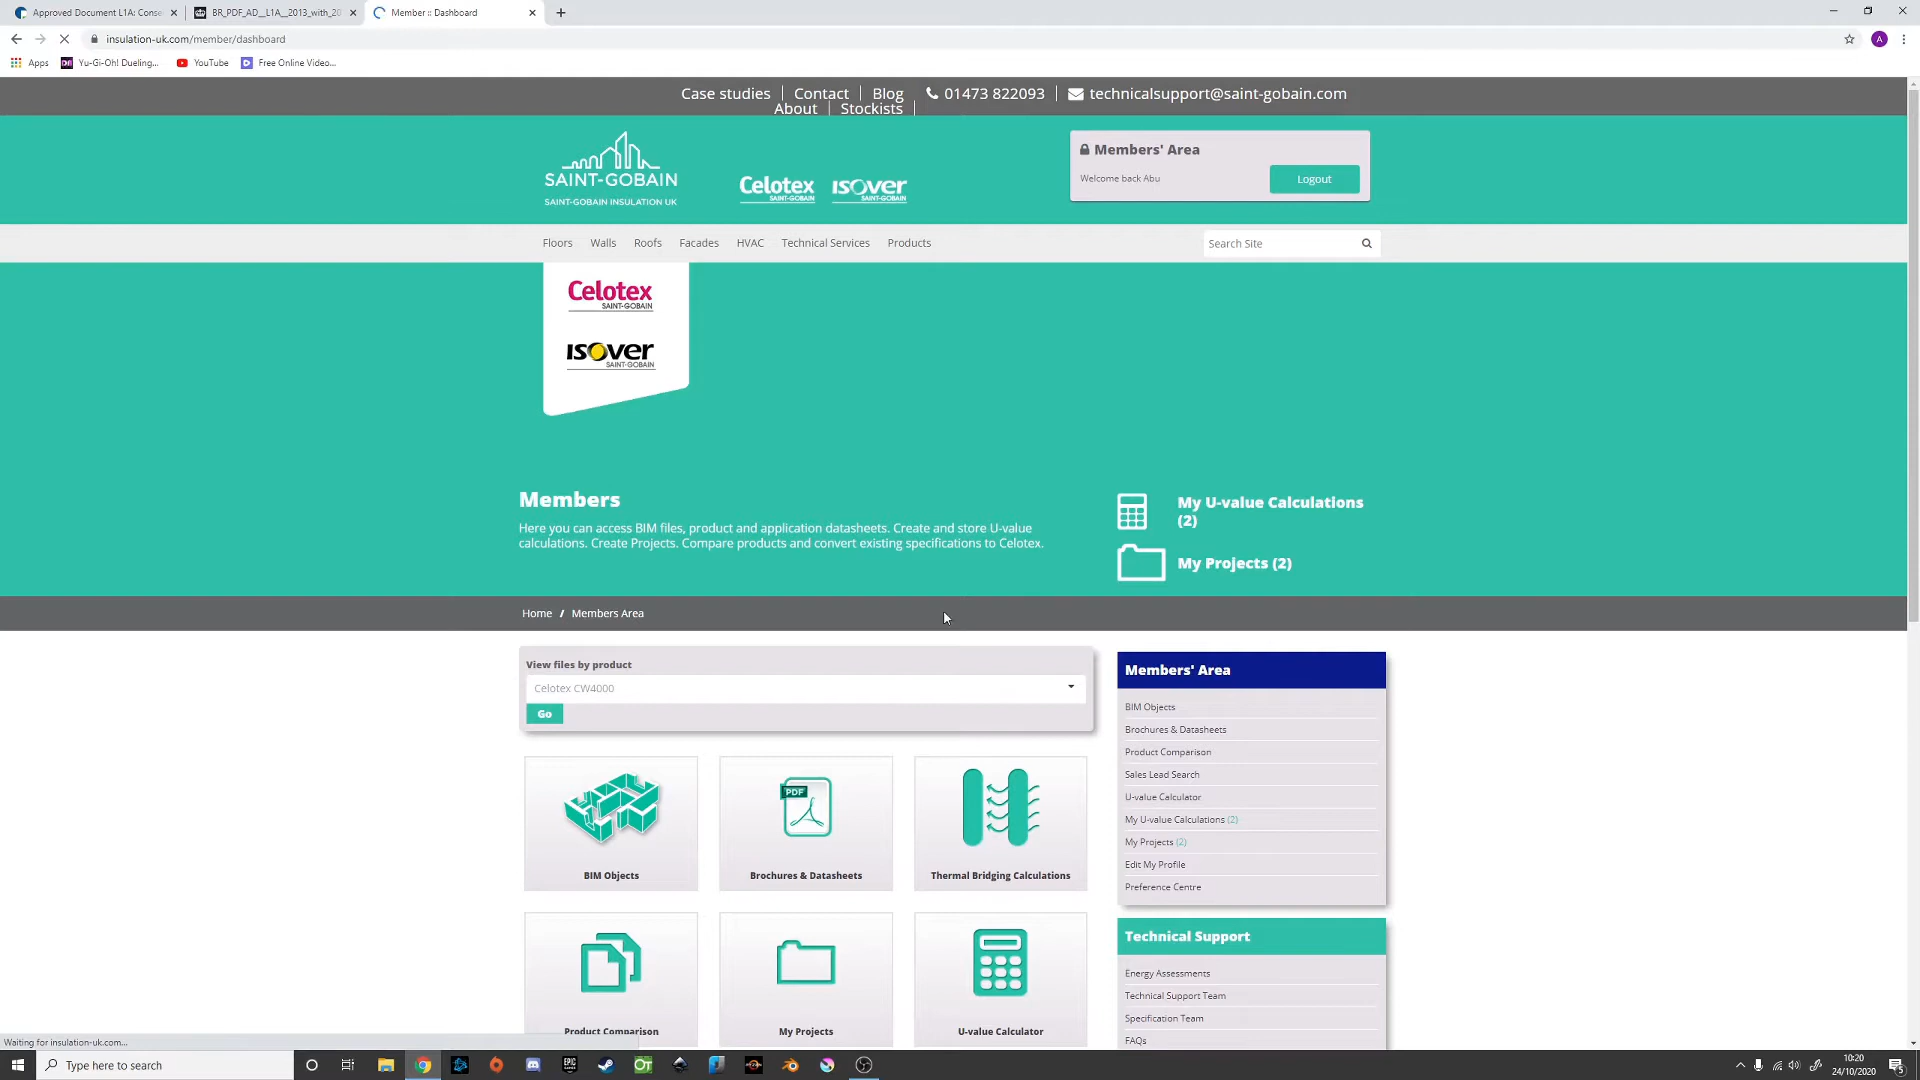 Approved Document L1A: Conse
BR_PDF_AD__L1A__2013_with_20
Member :: Dashboard
insulation-uk.com/member/dashboard
A
Apps
Yu-Gi-Oh! Dueling...
YouTube
Free Online Video...
Case studies
Contact
Blog
01473 822093
technicalsupport@saint-gobain.com
About
Stockists
SAINT-GOBAIN
SAINT-GOBAIN INSULATION UK
Celotex
SAINT-GOBAIN
isover
SAINT-GOBAIN
Members' Area
Welcome back Abu
Logout
Floors
Walls
Roofs
Facades
HVAC
Technical Services
Products
Search Site
Celotex
SAINT-GOBAIN
isover
SAINT-GOBAIN
Members
Here you can access BIM files, product and application datasheets. Create and store U-value
calculations. Create Projects. Compare products and convert existing specifications to Celotex.
My U-value Calculations
(2)
My Projects (2)
Home / Members Area
View files by product
Celotex CW4000
Go
BIM Objects
PDF
Brochures & Datasheets
Thermal Bridging Calculations
Product Comparison
My Projects
U-value Calculator
Members' Area
BIM Objects
Brochures & Datasheets
Product Comparison
Sales Lead Search
U-value Calculator
My U-value Calculations (2)
My Projects (2)
Edit My Profile
Preference Centre
Technical Support
Energy Assessments
Technical Support Team
Specification Team
FAQs
Waiting for insulation-uk.com...
Type here to search
EPIC
OT
10:20
24/10/2020
5